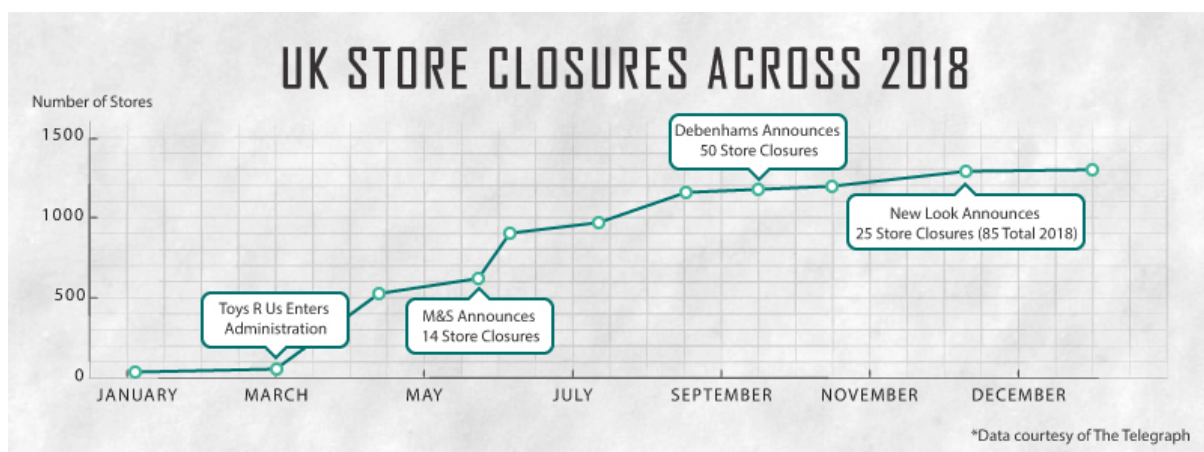 UK STORE CLOSURES ACROSS 2018
Number of Stores
1500
1000
500
0
Debenhams Announces
50 Store Closures
New Look Announces
25 Store Closures (85 Total 2018)
Toys R Us Enters
Administration
M&S Announces
14 Store Closures
JANUARY MARCH MAY JULY SEPTEMBER NOVEMBER DECEMBER
*Data courtesy of The Telegraph